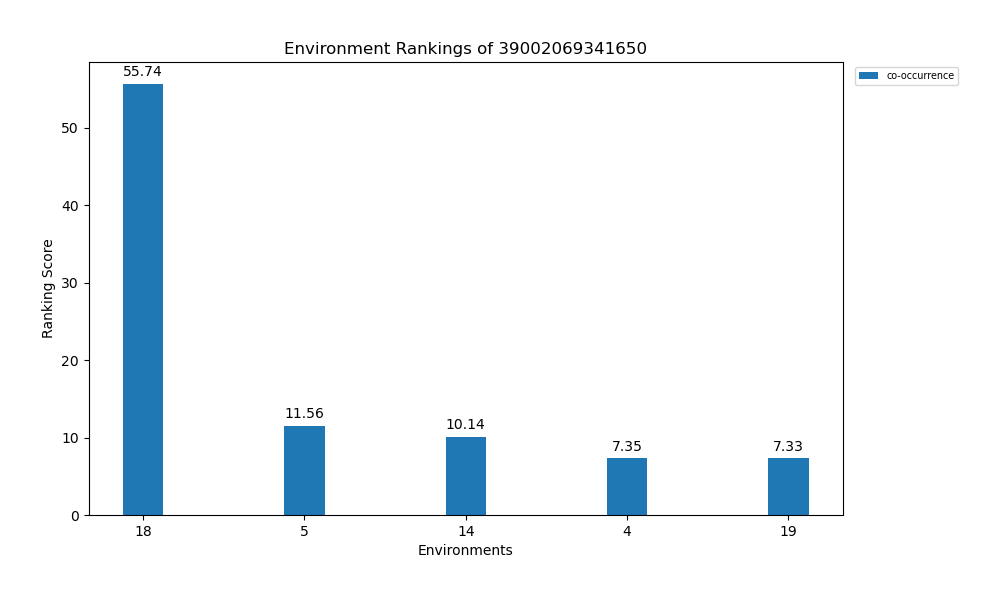 Environment Rankings of 39002069341650
co-occurrence
Ranking Score
50
40
30
20
10
0
55.74
11.56
10.14
7.35
7.33
18 5 14 4 19
Environments